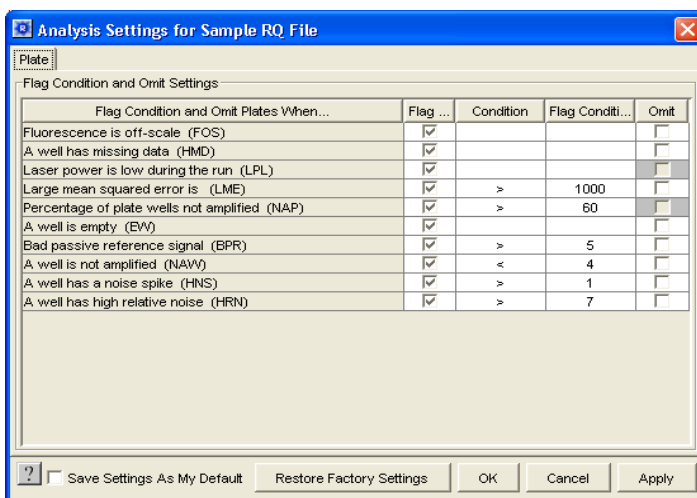 R Analysis Settings for Sample RQ File
Plate
Flag Condition and Omit Settings
Flag Condition and Omit Plates When... Flag ... Condition Flag Conditi... Omit
Fluorescence is off-scale (FOS)
A well has missing data (HMD)
Laser power is low during the run (LPL)
Large mean squared error is (LME) > 1000
Percentage of plate wells not amplified (NAP) > 60
A well is empty (EW)
Bad passive reference signal (BPR) > 5
A well is not amplified (NAW) < 4
A well has a noise spike (HNS) > 1
A well has high relative noise (HRN) > 7
? Save Settings As My Default Restore Factory Settings OK Cancel Apply